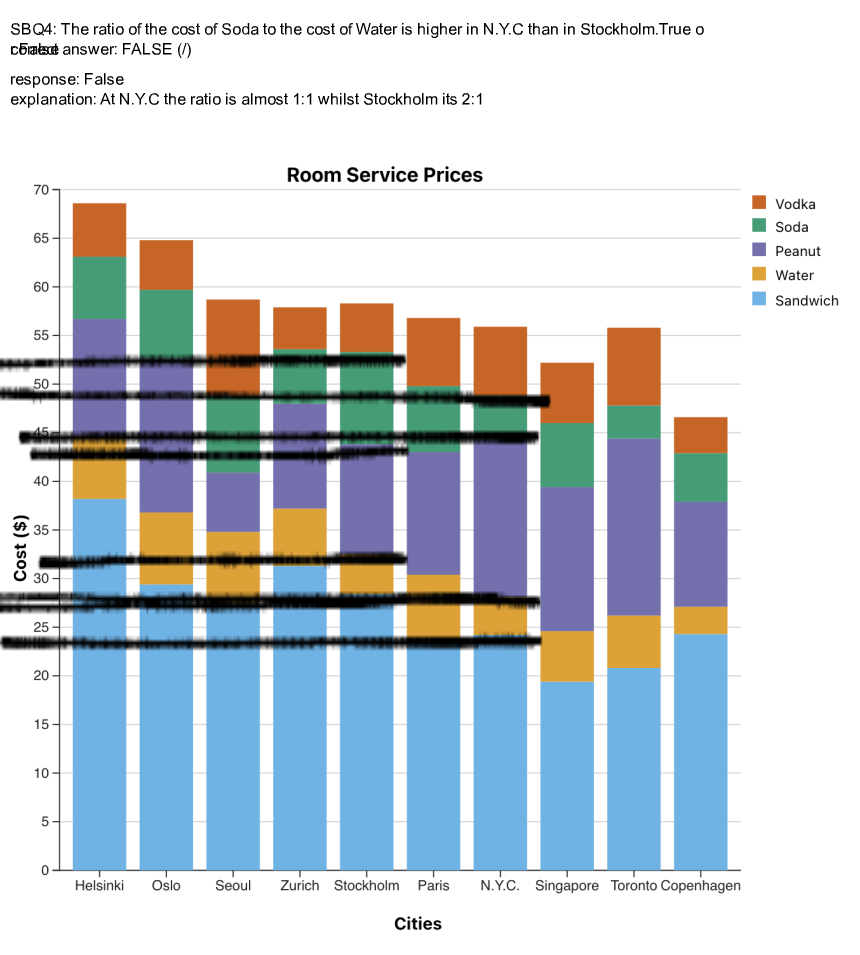 SBQ4: The ratio of the cost of Soda to the cost of Water is higher in N.Y.C than in Stockholm.True o
answer: FALSE (/)
response: False
explanation: At N.Y.C the ratio is almost 1:1 whilst Stockholm its 2:1
Room Service Prices
70
65
60
55
50
45
40
35
30
25
20
15
10
5
0
Cost ($)
Vodka
Soda
Peanut
Water
Sandwich
Helsinki Oslo Seoul Zurich Stockholm Paris N.Y.C. Singapore Toronto Copenhagen
Cities